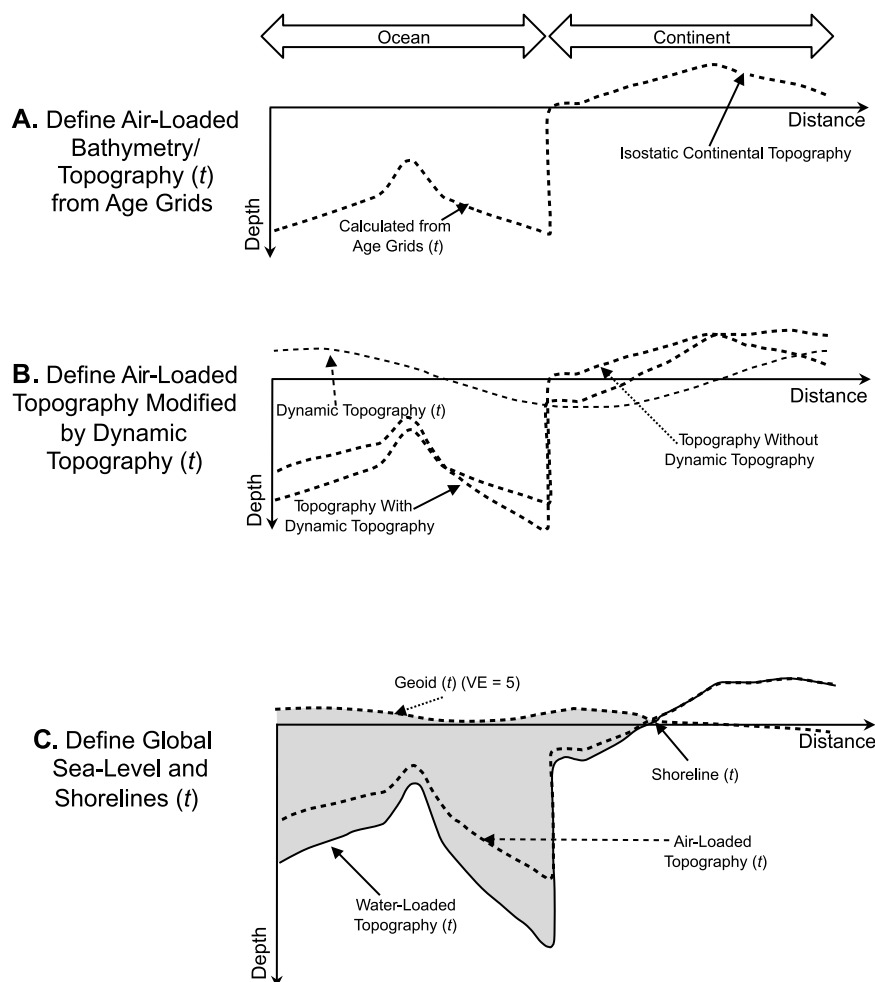 Ocean
Continent
A. Define Air-Loaded
Bathymetry/
Topography (t)
from Age Grids
Distance
Isostatic Continental Topography
Calculated from
Age Grids (t)
Depth
B. Define Air-Loaded
Topography Modified
by Dynamic
Topography (t)
Distance
Dynamic Topography (t)
Topography Without
Dynamic Topography
Topography With
Dynamic Topography
Depth
C. Define Global
Sea-Level and
Shorelines (t)
Geoid (t) (VE = 5)
Distance
Shoreline (t)
Air-Loaded
Topography (t)
Water-Loaded
Topography (t)
Depth